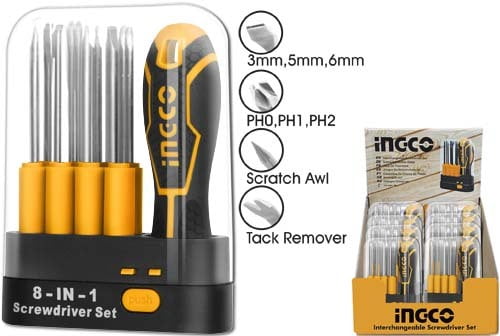 3mm,5mm,6mm
PH0,PH1,PH2
Scratch Awl
Tack Remover
INGCO
8-IN-1
Screwdriver Set
push
INGCO
INGCO
Interchangeable Screwdriver Set